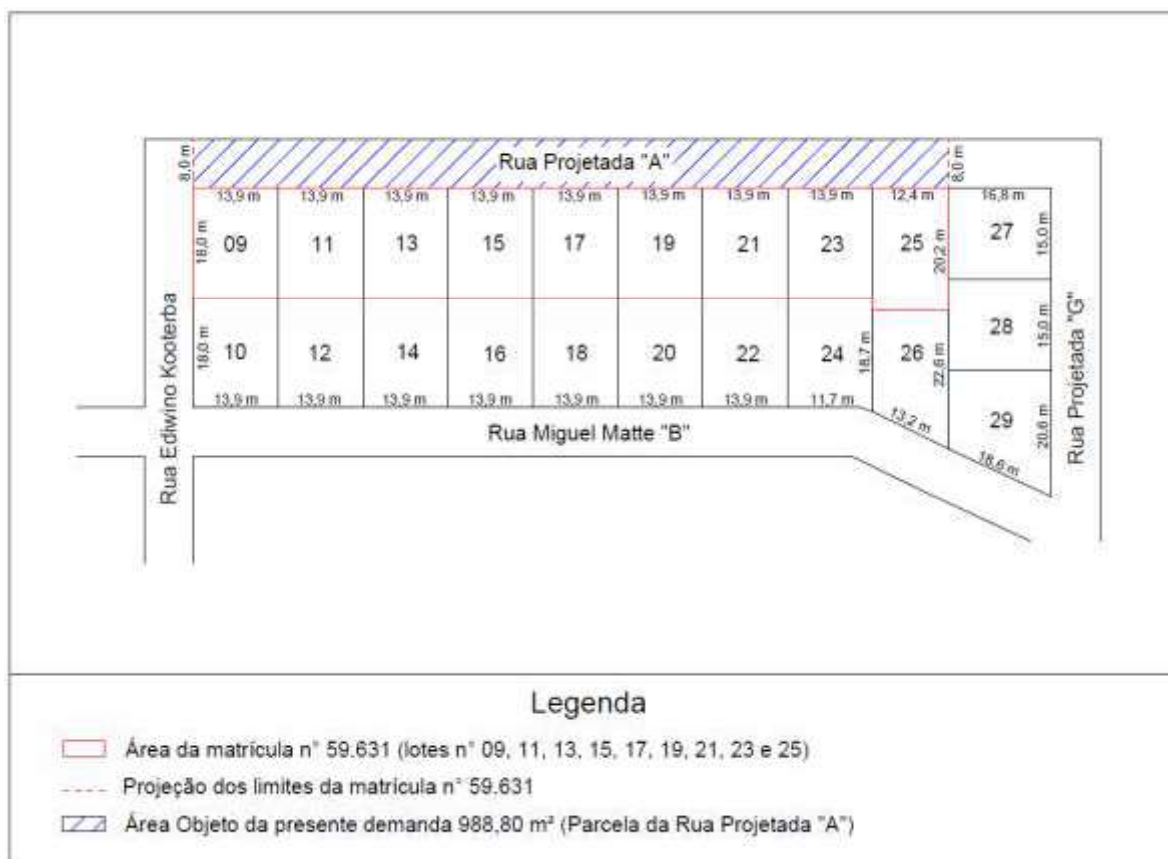 Rua Projetada "A"
8,0 m
8,0 m
13,9 m 13,9 m 13,9 m 13,9 m 13,9 m 13,9 m 13,9 m 13,9 m 12,4 m 16,8 m
18,0 m 09 11 13 15 17 19 21 23 25 20,2 m 27 15,0 m
18,0 m 10 12 14 16 18 20 22 24 18,7 m 26 22,6 m 28 15,0 m
13,9 m 13,9 m 13,9 m 13,9 m 13,9 m 13,9 m 13,9 m 11,7 m 13,2 m 29 20,6 m
18,6 m
Rua Ediwino Kooterba
Rua Miguel Matte "B"
Rua Projetada "G"
Legenda
Área da matrícula n° 59.631 (lotes n° 09, 11, 13, 15, 17, 19, 21, 23 e 25)
Projeção dos limites da matrícula n° 59.631
Área Objeto da presente demanda 988,80 m² (Parcela da Rua Projetada "A")